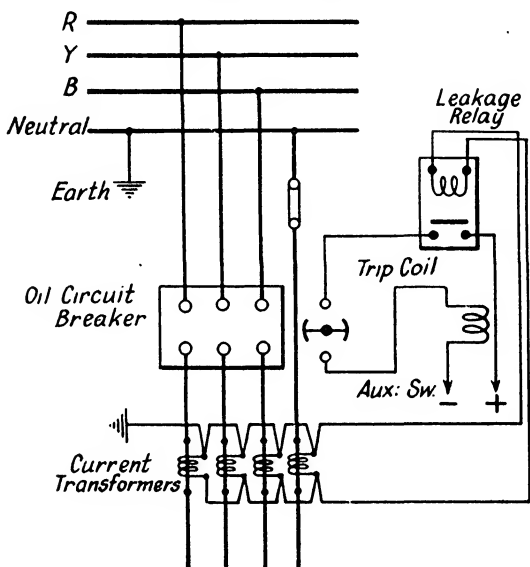 R
Y
B
Neutral
Earth
Leakage
Relay
Trip Coil
Oil Circuit
Breaker
Aux: Sw.
− +
Current
Transformers